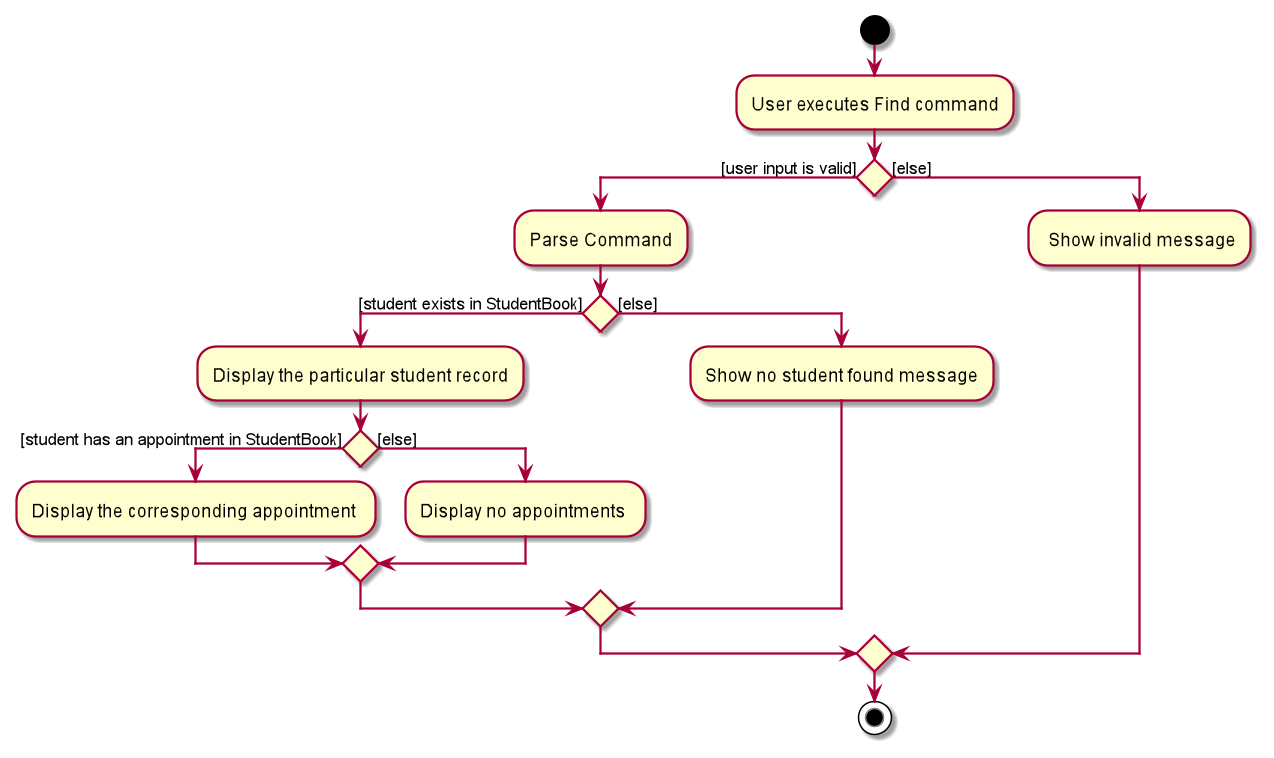 User executes Find command
[user input is valid]
[else]
Parse Command
Show invalid message
[student exists in StudentBook]
[else]
Display the particular student record
Show no student found message
[student has an appointment in StudentBook]
[else]
Display the corresponding appointment
Display no appointments